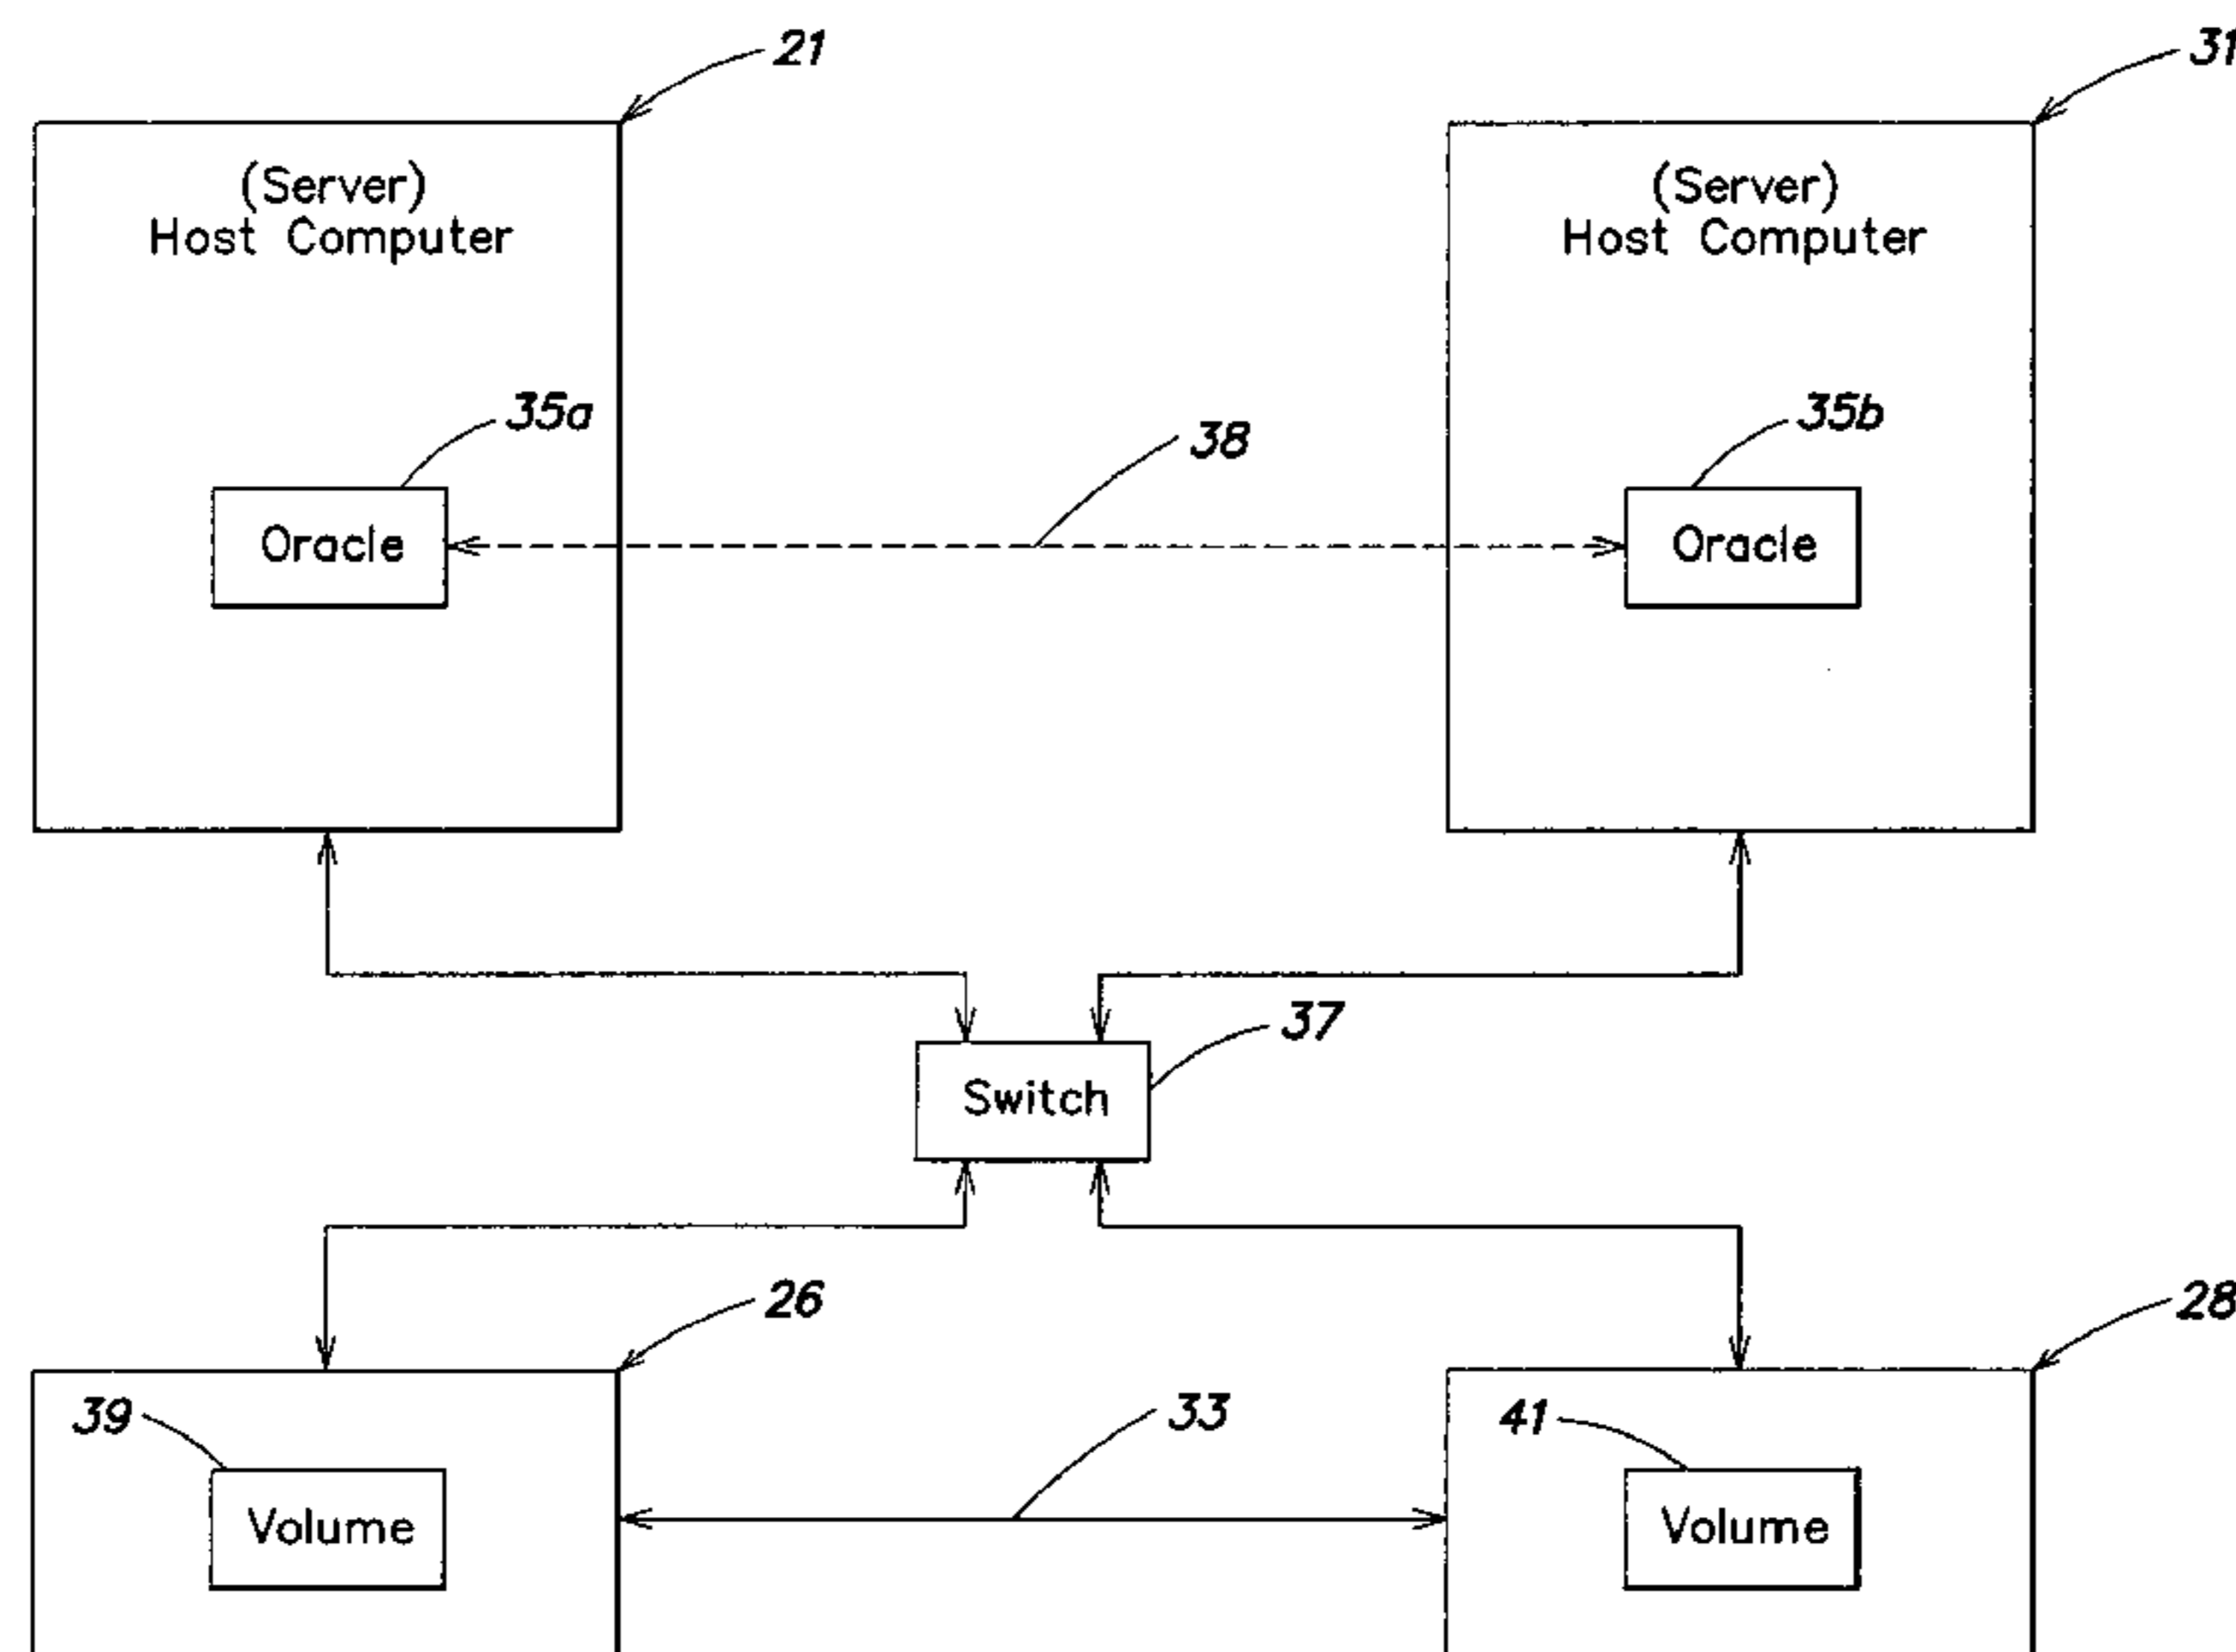 21
31
(Server)
Host Computer
(Server)
Host Computer
35a
35b
38
Oracle
Oracle
37
Switch
26
28
39
33
41
Volume
Volume